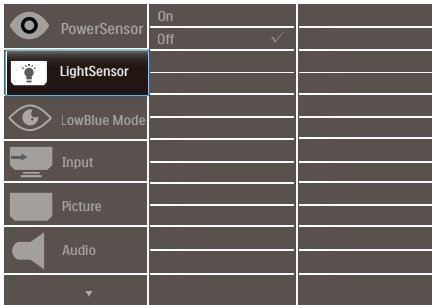 PowerSensor
On
Off
LightSensor
LowBlue Mode
Input
Picture
Audio